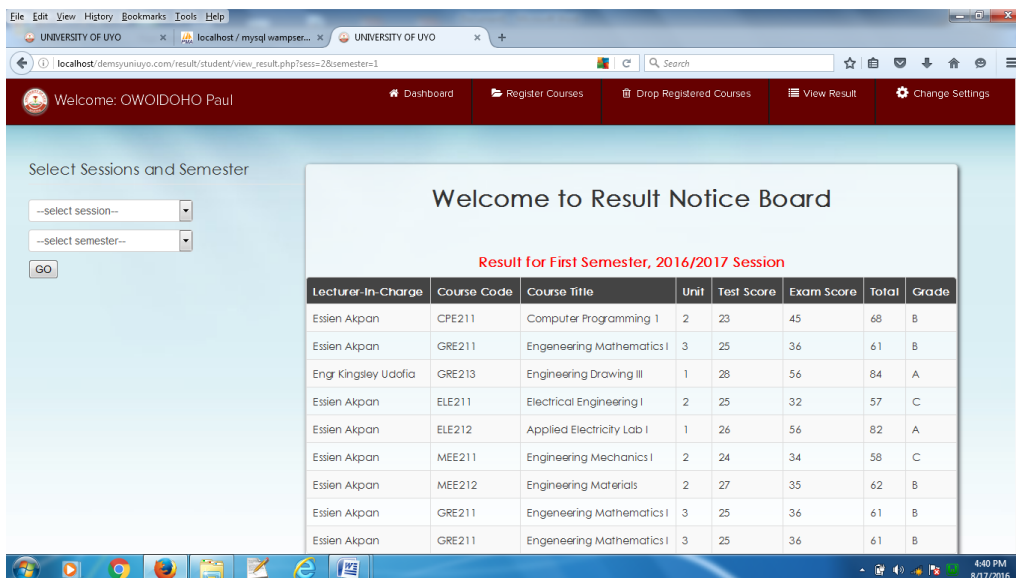 File Edit View History Bookmarks Tools Help
UNIVERSITY OF UYO × localhost / mysql wampser... × UNIVERSITY OF UYO × +
localhost/demsyuniuyo.com/result/student/view_result.php?sess=2&semester=1 Search
Welcome: OWOIDOHO Paul Dashboard Register Courses Drop Registered Courses View Result Change Settings
Select Sessions and Semester
--select session--
--select semester--
GO
Welcome to Result Notice Board
Result for First Semester, 2016/2017 Session
Lecturer-In-Charge Course Code Course Title Unit Test Score Exam Score Total Grade
Essien Akpan CPE211 Computer Programming 1 2 23 45 68 B
Essien Akpan GRE211 Engeneering Mathematics I 3 25 36 61 B
Engr Kingsley Udofia GRE213 Engineering Drawing III 1 28 56 84 A
Essien Akpan ELE211 Electrical Engineering I 2 25 32 57 C
Essien Akpan ELE212 Applied Electricity Lab I 1 26 56 82 A
Essien Akpan MEE211 Engineering Mechanics I 2 24 34 58 C
Essien Akpan MEE212 Engineering Materials 2 27 35 62 B
Essien Akpan GRE211 Engeneering Mathematics I 3 25 36 61 B
Essien Akpan GRE211 Engeneering Mathematics I 3 25 36 61 B
4:40 PM
8/17/2016